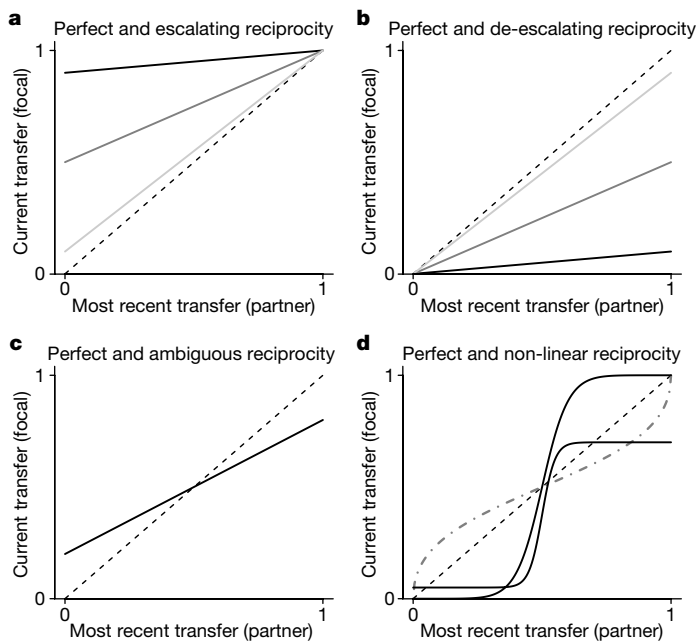 a
Perfect and escalating reciprocity
1
Current transfer (focal)
0
0
1
Most recent transfer (partner)
b
Perfect and de-escalating reciprocity
1
Current transfer (focal)
0
0
1
Most recent transfer (partner)
c
Perfect and ambiguous reciprocity
1
Current transfer (focal)
0
0
1
Most recent transfer (partner)
d
Perfect and non-linear reciprocity
1
Current transfer (focal)
0
0
1
Most recent transfer (partner)